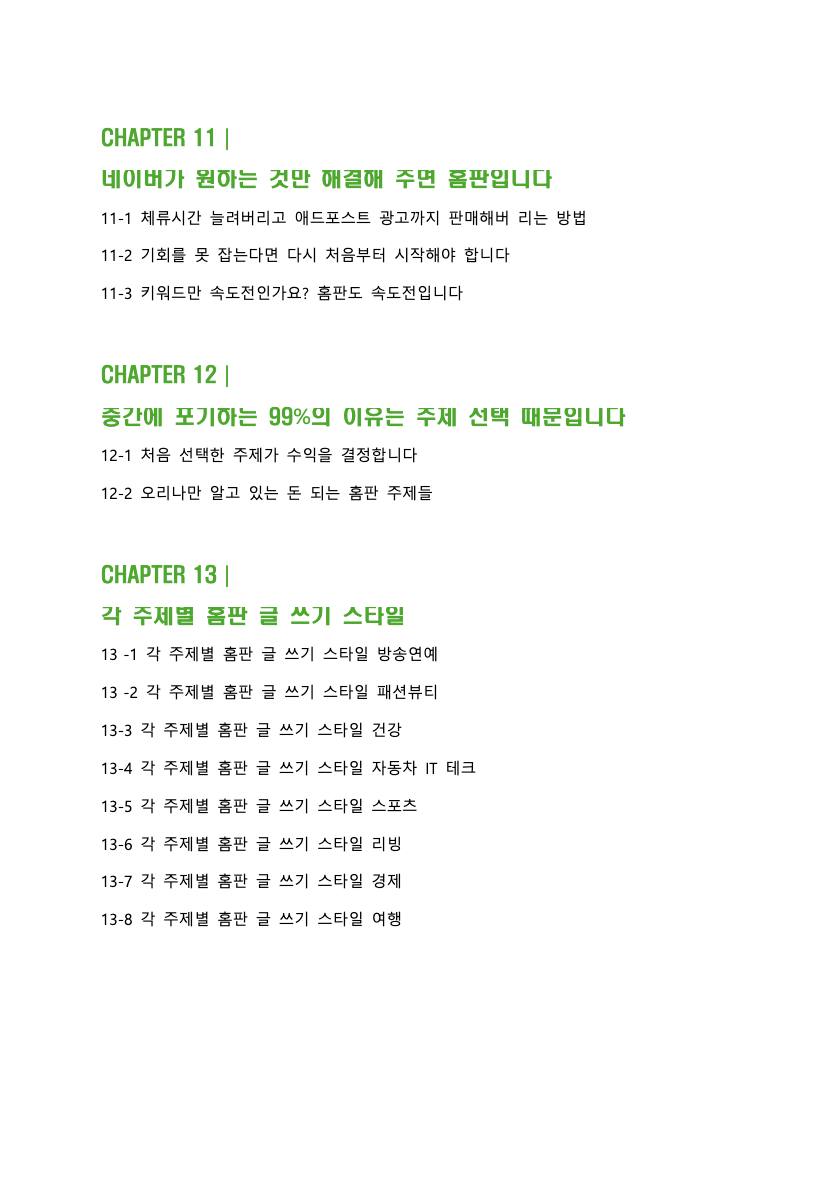 CHAPTER 11 |
네이버가 원하는 것만 해결해 주면 홈판입니다
11-1 체류시간 늘려버리고 애드포스트 광고까지 판매해버 리는 방법
11-2 기회를 못 잡는다면 다시 처음부터 시작해야 합니다
11-3 키워드만 속도전인가요? 홈판도 속도전입니다
CHAPTER 12 |
중간에 포기하는 99%의 이유는 주제 선택 때문입니다
12-1 처음 선택한 주제가 수익을 결정합니다
12-2 오리나만 알고 있는 돈 되는 홈판 주제들
CHAPTER 13 |
각 주제별 홈판 글 쓰기 스타일
13 -1 각 주제별 홈판 글 쓰기 스타일 방송연예
13 -2 각 주제별 홈판 글 쓰기 스타일 패션뷰티
13-3 각 주제별 홈판 글 쓰기 스타일 건강
13-4 각 주제별 홈판 글 쓰기 스타일 자동차 IT 테크
13-5 각 주제별 홈판 글 쓰기 스타일 스포츠
13-6 각 주제별 홈판 글 쓰기 스타일 리빙
13-7 각 주제별 홈판 글 쓰기 스타일 경제
13-8 각 주제별 홈판 글 쓰기 스타일 여행